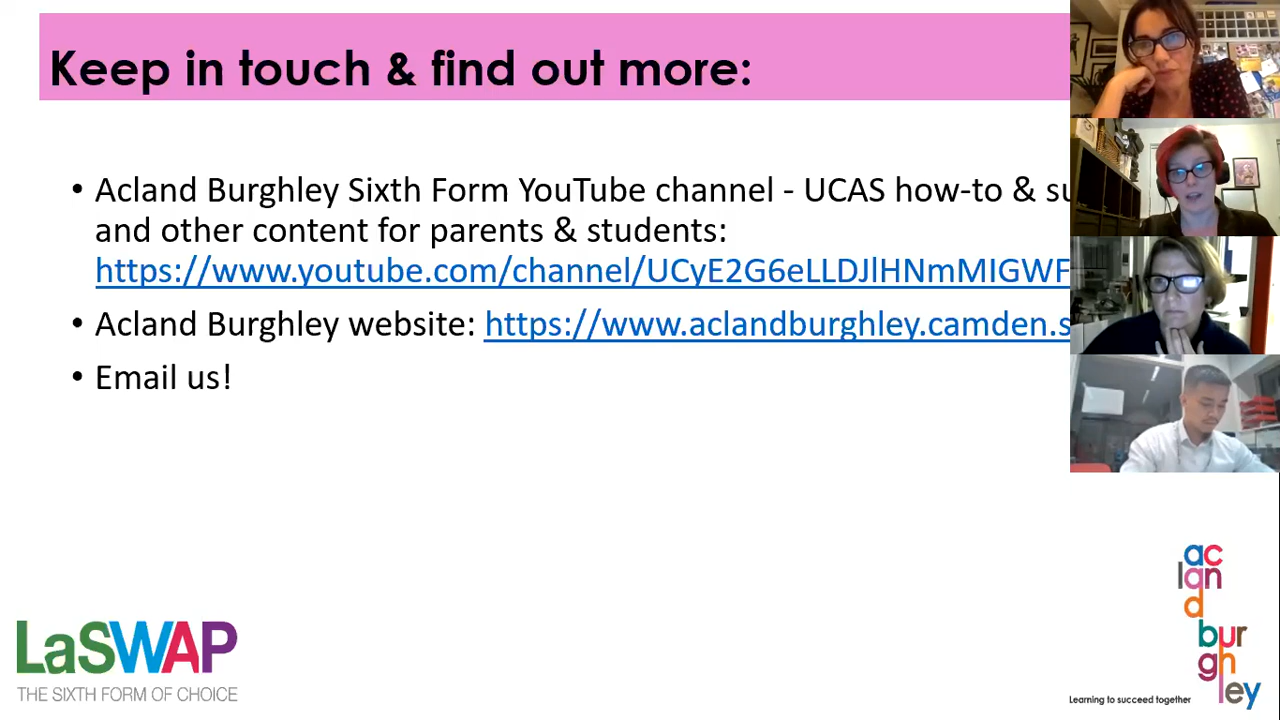 Keep in touch & find out more:
• Acland Burghley Sixth Form YouTube channel - UCAS how-to &
and other content for parents & students:
https://www.youtube.com/channel/UCyE2G6eLLDJlHNmMIGWF
• Acland Burghley website: https://www.aclandburghley.camden.s
• Email us!
LaSWAP
THE SIXTH FORM OF CHOICE
ac
lan
d
bur
gh
ley
Learning to succeed together